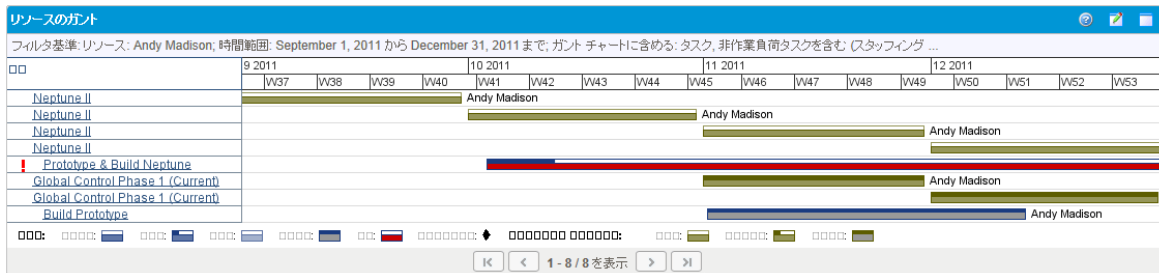 リソースのガント
フィルタ基準:リソース: Andy Madison; 時間範囲: September 1, 2011 から December 31, 2011 まで; ガント チャートに含める: タスク, 非作業負荷タスクを含む (スタッフィング ...
9 2011 10 2011 11 2011 12 2011
W37 W38 W39 W40 W41 W42 W43 W44 W45 W46 W47 W48 W49 W50 W51 W52 W53
Neptune II Andy Madison
Neptune II Andy Madison
Neptune II Andy Madison
Neptune II
! Prototype & Build Neptune
Global Control Phase 1 (Current) Andy Madison
Global Control Phase 1 (Current)
Build Prototype Andy Madison
1 - 8 / 8 を表示